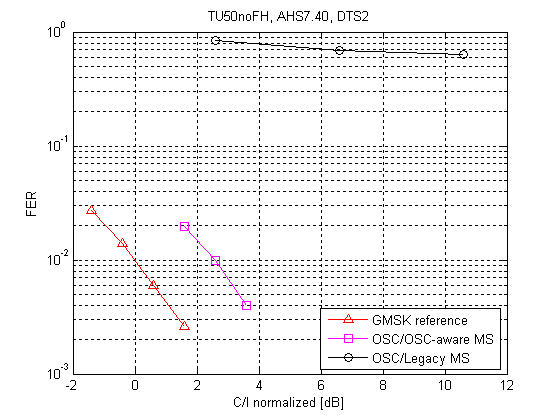 TU50noFH, AHS7.40, DTS2
10^0
10^-1
10^-2
10^-3
FER
-2 0 2 4 6 8 10 12
C/I normalized [dB]
GMSK reference
OSC/OSC-aware MS
OSC/Legacy MS